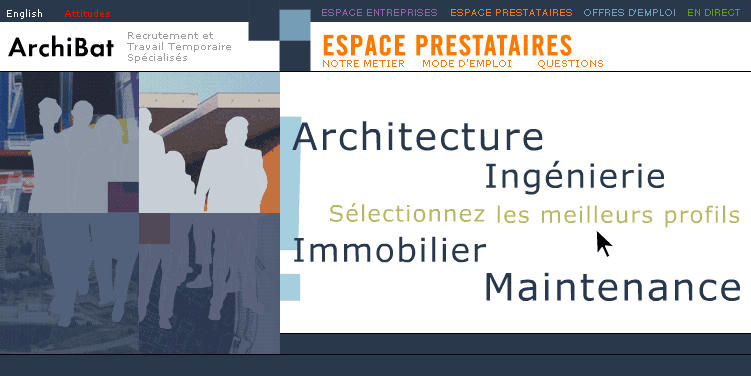 English Attitudes ESPACE ENTREPRISES ESPACE PRESTATAIRES OFFRES D'EMPLOI EN DIRECT
ArchiBat
Recrutement et
Travail Temporaire
Spécialisés
ESPACE PRESTATAIRES
NOTRE METIER MODE D'EMPLOI QUESTIONS
Architecture
Ingénierie
Sélectionnez les meilleurs profils
Immobilier
Maintenance